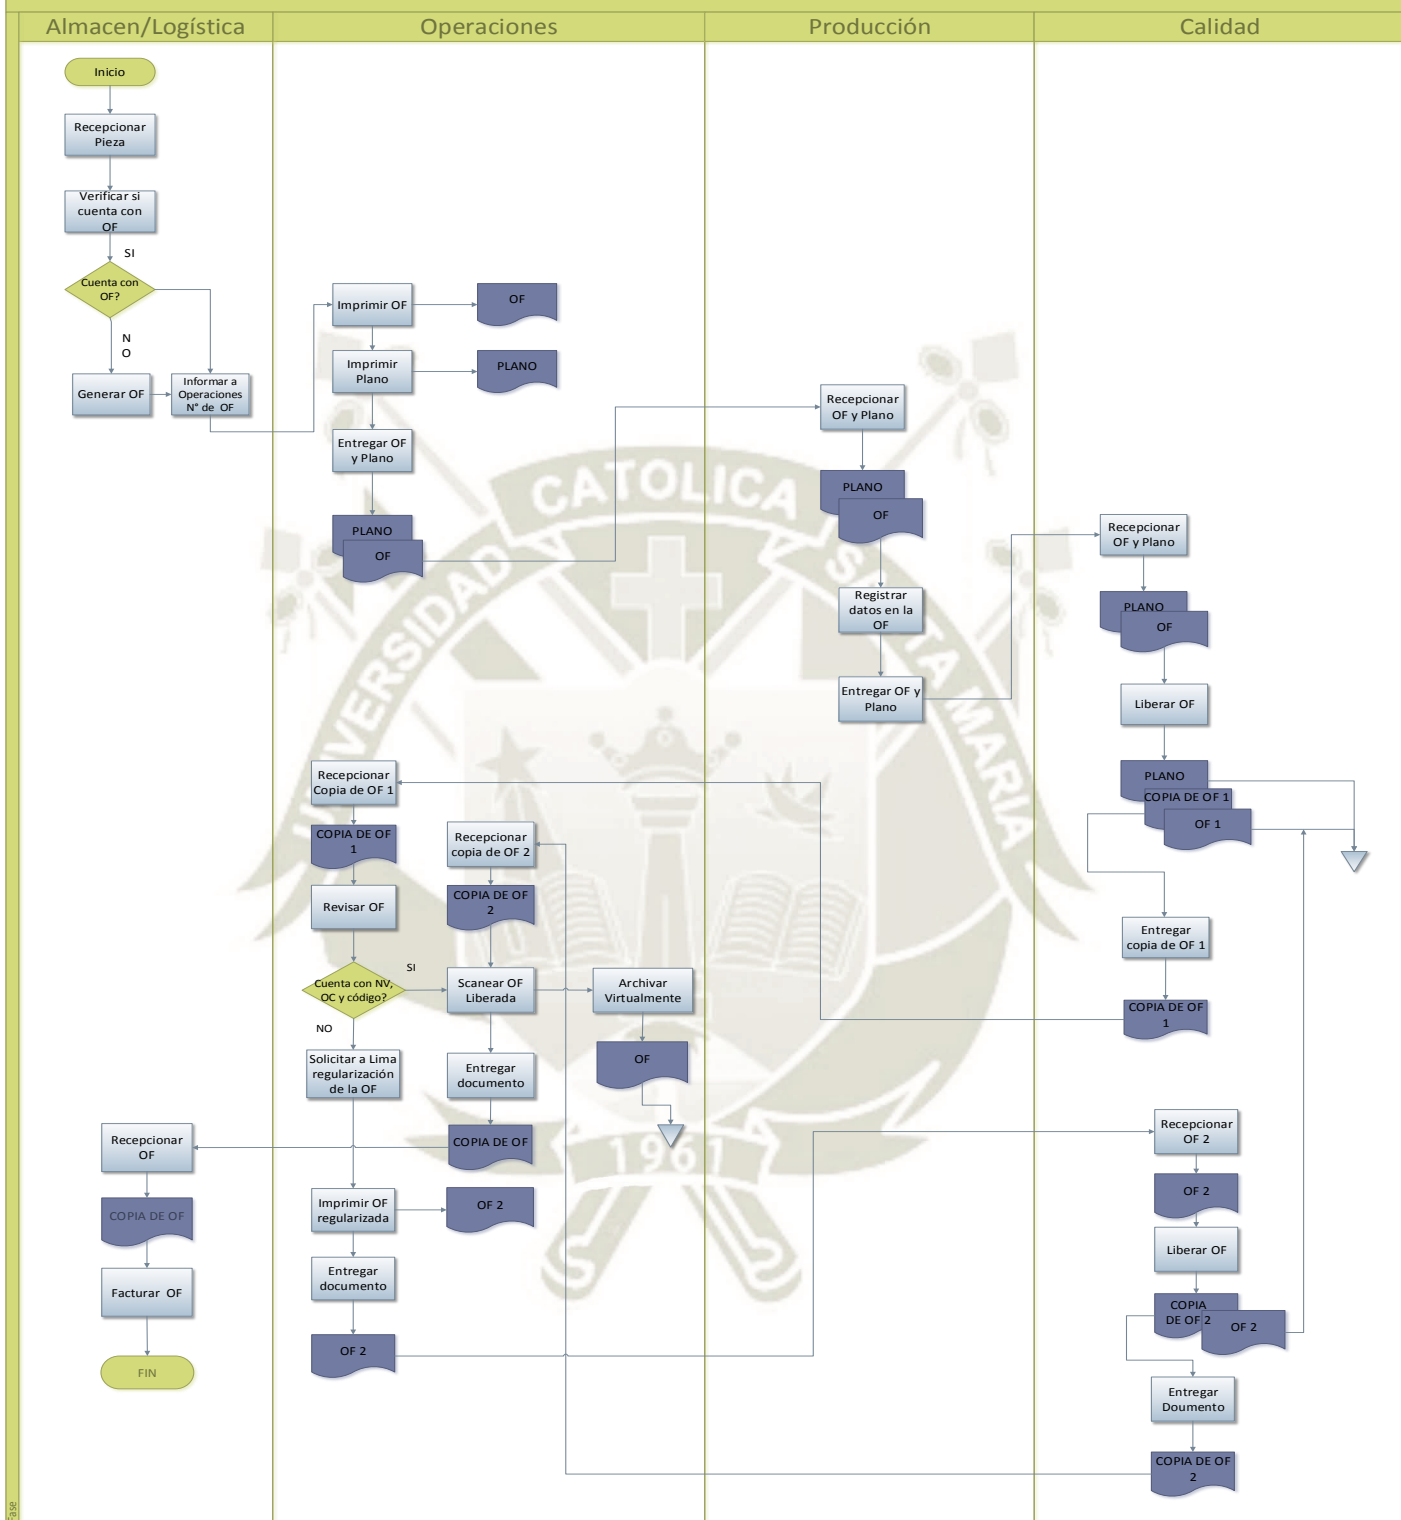 Almacen/Logística
Operaciones
Producción
Calidad
Inicio
Recepcionar
Pieza
Verificar si
cuenta con
OF
SI
Cuenta con
OF?
N
O
Generar OF
Informar a
Operaciones
N° de OF
Imprimir OF
OF
Imprimir
Plano
PLANO
Entregar OF
y Plano
PLANO
OF
Recepcionar
OF y Plano
PLANO
OF
Registrar
datos en la
OF
Entregar OF y
Plano
Recepcionar
OF y Plano
PLANO
OF
Liberar OF
PLANO
COPIA DE OF 1
OF 1
Entregar
copia de OF 1
COPIA DE OF
1
Recepcionar
Copia de OF 1
COPIA DE OF
1
Revisar OF
Cuenta con NV,
OC y código?
SI
NO
Recepcionar
copia de OF 2
COPIA DE OF
2
Scanear OF
Liberada
Archivar
Virtualmente
OF
Entregar
documento
COPIA DE OF
Solicitar a Lima
regularización
de la OF
Imprimir OF
regularizada
OF 2
Entregar
documento
OF 2
Recepcionar
OF
COPIA DE OF
Facturar OF
FIN
Recepcionar
OF 2
OF 2
Liberar OF
COPIA
DE OF 2
OF 2
Entregar
Doumento
COPIA DE OF
2
Fase
UNIVERSIDAD CATOLICA SANTA MARIA
1961